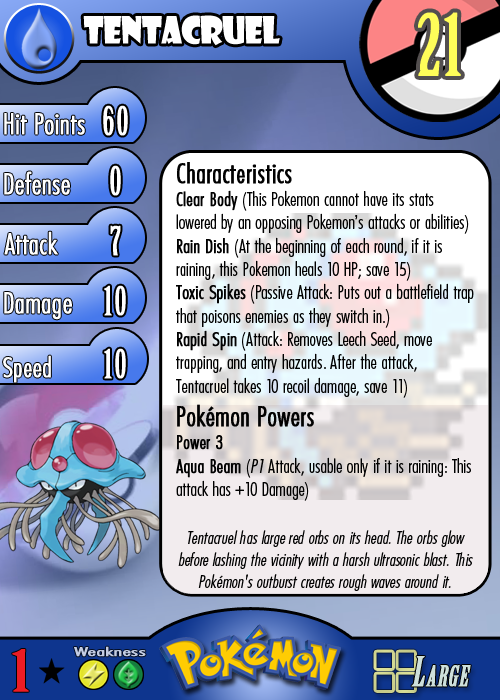 TENTACRUEL
21
Hit Points 60
Defense 0
Attack 7
Damage 10
Speed 10
Characteristics
Clear Body (This Pokemon cannot have its stats
lowered by an opposing Pokemon's attacks or abilities)
Rain Dish (At the beginning of each round, if it is
raining, this Pokemon heals 10 HP; save 15)
Toxic Spikes (Passive Attack: Puts out a battlefield trap
that poisons enemies as they switch in.)
Rapid Spin (Attack: Removes Leech Seed, move
trapping, and entry hazards. After the attack,
Tentacruel takes 10 recoil damage, save 11)
Pokémon Powers
Power 3
Aqua Beam (P1 Attack, usable only if it is raining: This
attack has +10 Damage)
Tentacruel has large red orbs on its head. The orbs glow
before lashing the vicinity with a harsh ultrasonic blast. This
Pokémon's outburst creates rough waves around it.
1 ★
Weakness
POKéMON
LARGE